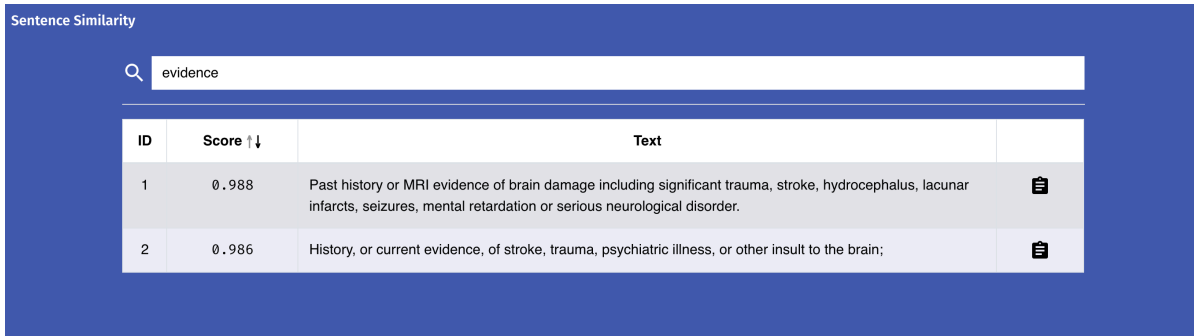 Sentence Similarity
evidence
ID Score Text
1 0.988 Past history or MRI evidence of brain damage including significant trauma, stroke, hydrocephalus, lacunar
infarcts, seizures, mental retardation or serious neurological disorder.
2 0.986 History, or current evidence, of stroke, trauma, psychiatric illness, or other insult to the brain;